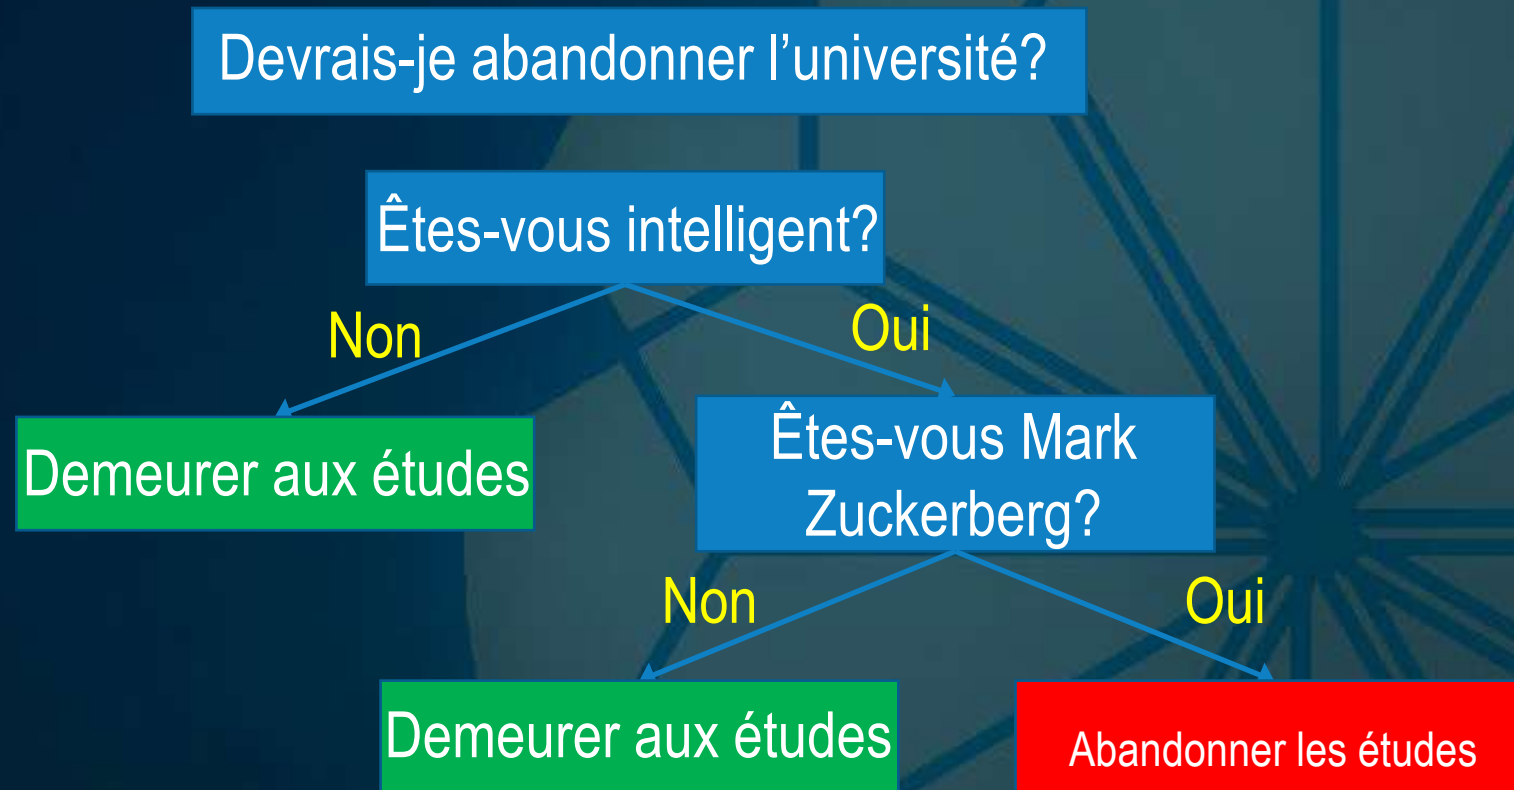 Devrais-je abandonner l’université?
Êtes-vous intelligent?
Non
Oui
Demeurer aux études
Êtes-vous Mark
Zuckerberg?
Non
Oui
Demeurer aux études
Abandonner les études